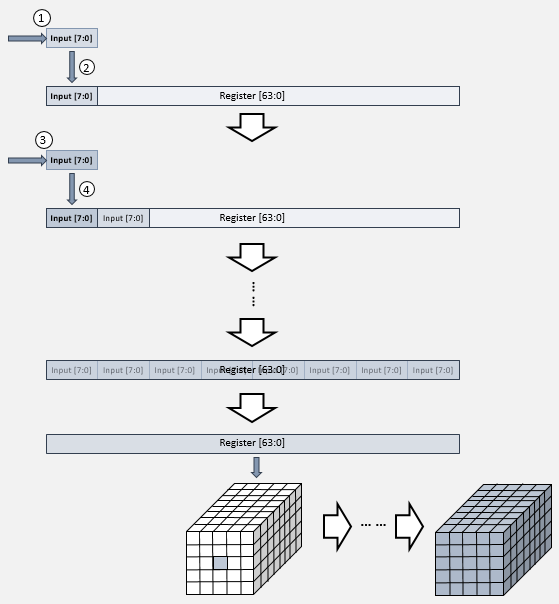 1
Input [7:0]
2
Input [7:0] Register [63:0]
3
Input [7:0]
4
Input [7:0] Input [7:0] Register [63:0]
Input [7:0] Input [7:0] Input [7:0] Register [63:0] Input [7:0] Input [7:0] Input [7:0]
Register [63:0]
... ...